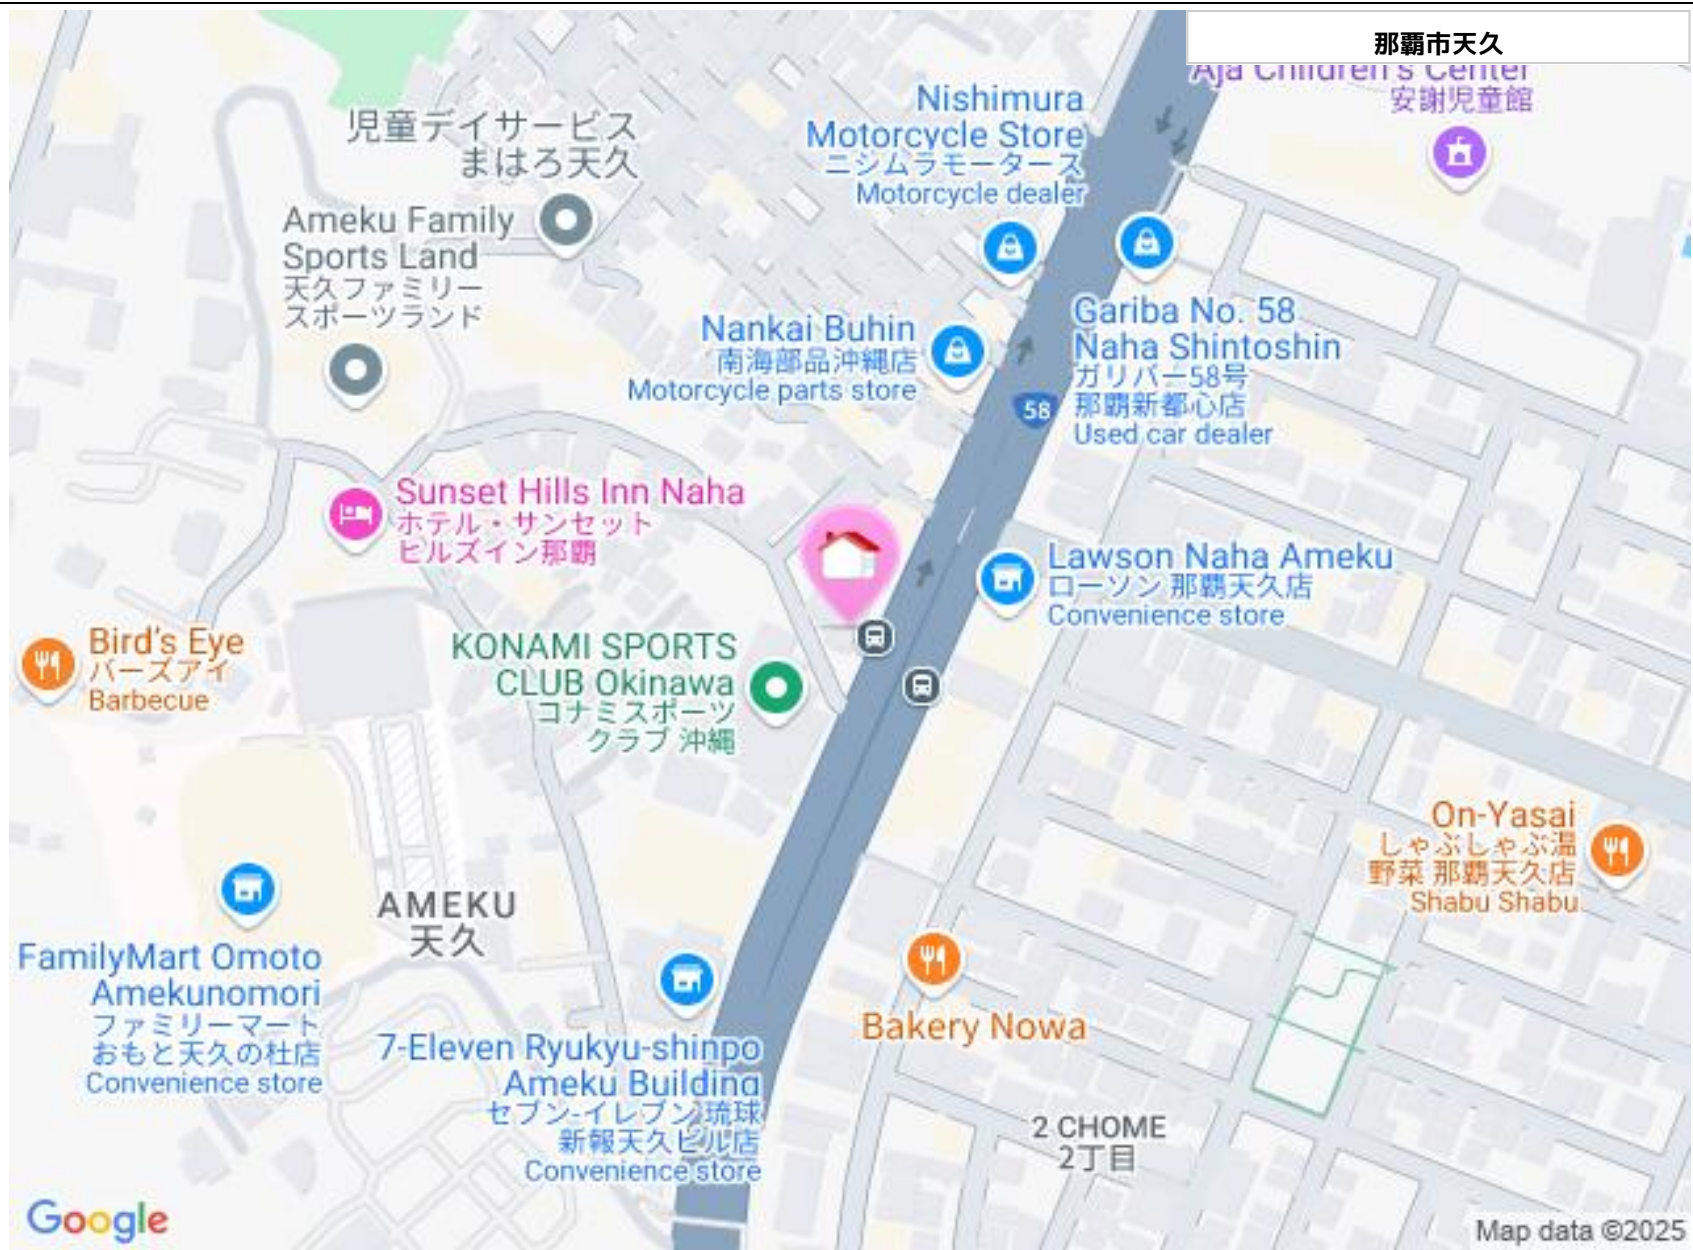 那覇市天久
Aja Children's Center
安謝児童館
Nishimura
Motorcycle Store
ニシムラモータース
Motorcycle dealer
児童デイサービス
まはろ天久
Ameku Family
Sports Land
天久ファミリー
スポーツランド
Nankai Buhin
南海部品沖縄店
Motorcycle parts store
Gariba No. 58
Naha Shintoshin
ガリバー58号
那覇新都心店
Used car dealer
58
Sunset Hills Inn Naha
ホテル・サンセット
ヒルズイン那覇
Lawson Naha Ameku
ローソン 那覇天久店
Convenience store
Bird's Eye
バーズアイ
Barbecue
KONAMI SPORTS
CLUB Okinawa
コナミスポーツ
クラブ 沖縄
On-Yasai
しゃぶしゃぶ温
野菜 那覇天久店
Shabu Shabu
AMEKU
天久
FamilyMart Omoto
Amekunomori
ファミリーマート
おもと天久の杜店
Convenience store
7-Eleven Ryukyu-shinpo
Ameku Building
セブン-イレブン 琉球
新報天久ビル店
Convenience store
Bakery Nowa
2 CHOME
2丁目
Google
Map data ©2025